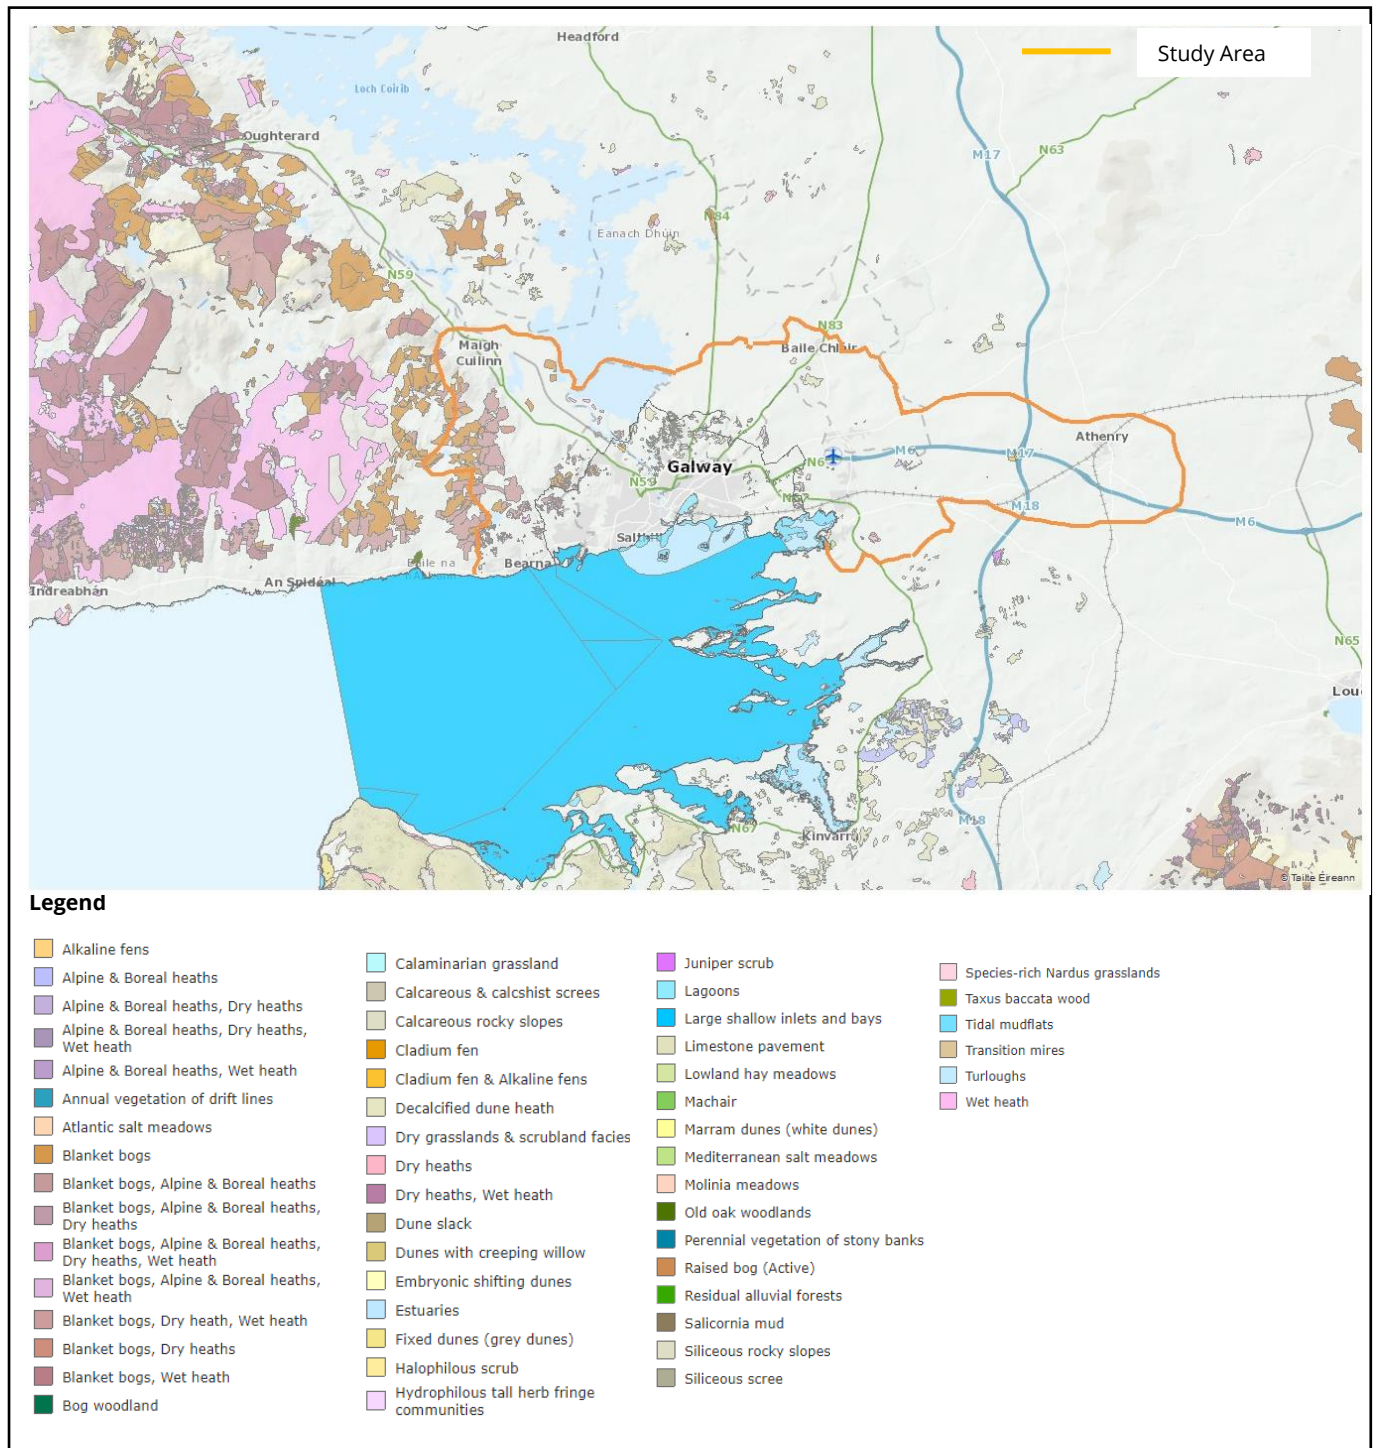 Headford
Study Area
Loch Coirib
Oughterard
M17
N63
N84
Eanach Dhúin
N59
N83
Maigh
Cuilinn
Baile Chláir
Athenry
Galway
N6
M6
M17
N59
N67
M18
M6
Salthill
Baile na
Bearna
An Spidéal
Indreabhán
N65
Lou
M18
N67
Kinvarra
© Tailte Éireann
Legend
Alkaline fens
Alpine & Boreal heaths
Alpine & Boreal heaths, Dry heaths
Alpine & Boreal heaths, Dry heaths,
Wet heath
Alpine & Boreal heaths, Wet heath
Annual vegetation of drift lines
Atlantic salt meadows
Blanket bogs
Blanket bogs, Alpine & Boreal heaths
Blanket bogs, Alpine & Boreal heaths,
Dry heaths
Blanket bogs, Alpine & Boreal heaths,
Dry heaths, Wet heath
Blanket bogs, Alpine & Boreal heaths,
Wet heath
Blanket bogs, Dry heath, Wet heath
Blanket bogs, Dry heaths
Blanket bogs, Wet heath
Bog woodland
Calaminarian grassland
Calcareous & calcshist screes
Calcareous rocky slopes
Cladium fen
Cladium fen & Alkaline fens
Decalcified dune heath
Dry grasslands & scrubland facies
Dry heaths
Dry heaths, Wet heath
Dune slack
Dunes with creeping willow
Embryonic shifting dunes
Estuaries
Fixed dunes (grey dunes)
Halophilous scrub
Hydrophilous tall herb fringe
communities
Juniper scrub
Lagoons
Large shallow inlets and bays
Limestone pavement
Lowland hay meadows
Machair
Marram dunes (white dunes)
Mediterranean salt meadows
Molinia meadows
Old oak woodlands
Perennial vegetation of stony banks
Raised bog (Active)
Residual alluvial forests
Salicornia mud
Siliceous rocky slopes
Siliceous scree
Species-rich Nardus grasslands
Taxus baccata wood
Tidal mudflats
Transition mires
Turloughs
Wet heath